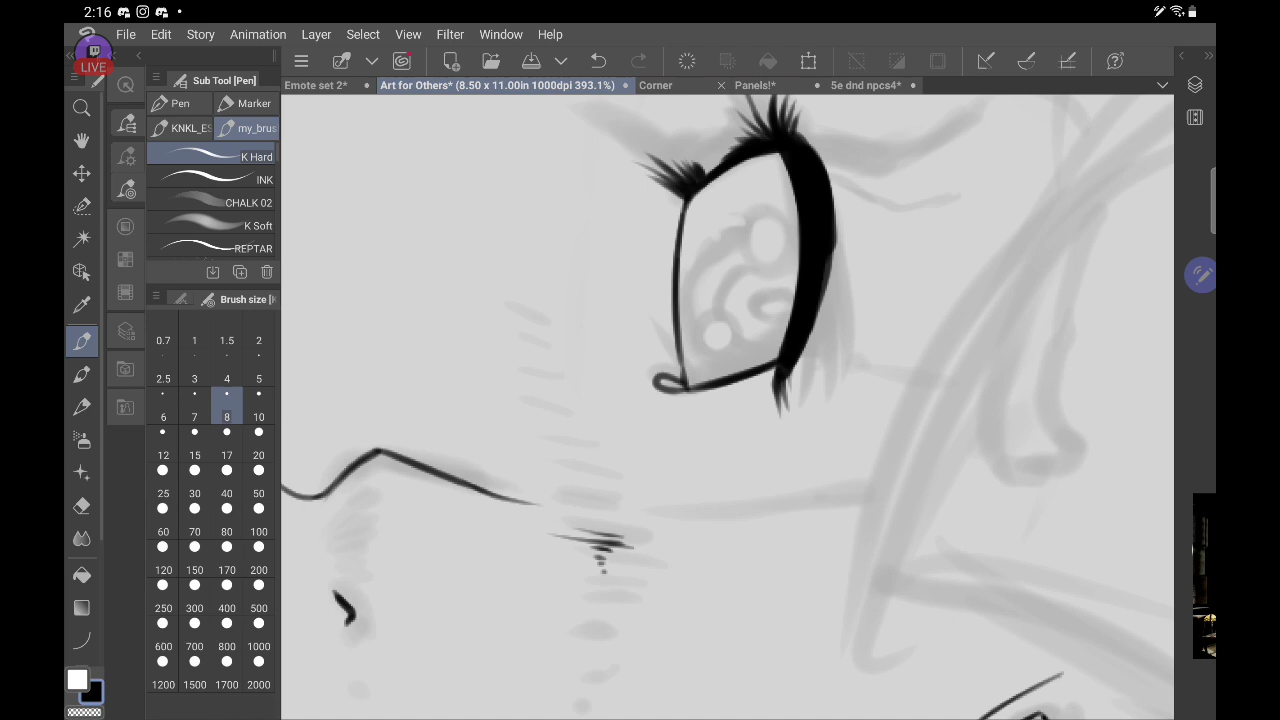 2:16
LIVE
File Edit Story Animation Layer Select View Filter Window Help
Sub Tool [Pen]
Emote set 2* Art for Others* (8.50 x 11.00in 1000dpi 393.1%) Corner Panels!* 5e dnd npcs4*
Pen Marker
KNKL_ES my_brus
K Hard
INK
CHALK 02
K Soft
REPTAR
Brush size [
0.7 1 1.5 2
2.5 3 4 5
6 7 8 10
12 15 17 20
25 30 40 50
60 70 80 100
120 150 170 200
250 300 400 500
600 700 800 1000
1200 1500 1700 2000